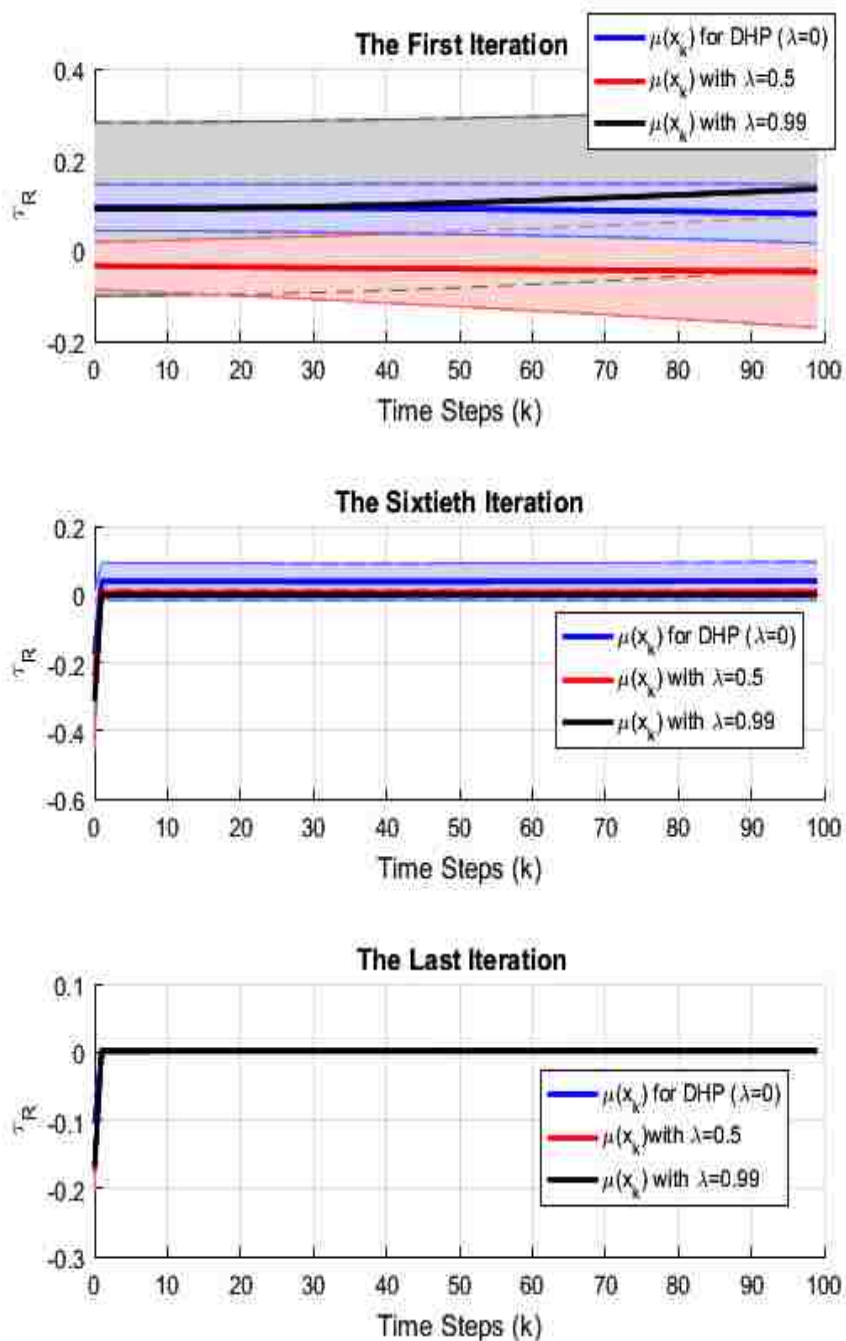 The First Iteration
μ(x_k) for DHP (λ=0)
μ(x_k) with λ=0.5
μ(x_k) with λ=0.99
0.4
0.2
0
-0.2
τ_R
0 10 20 30 40 50 60 70 80 90 100
Time Steps (k)
The Sixtieth Iteration
0.2
0
-0.2
-0.4
-0.6
τ_R
μ(x_k) for DHP (λ=0)
μ(x_k) with λ=0.5
μ(x_k) with λ=0.99
0 10 20 30 40 50 60 70 80 90 100
Time Steps (k)
The Last Iteration
0.1
0
-0.1
-0.2
-0.3
τ_R
μ(x_k) for DHP (λ=0)
μ(x_k)with λ=0.5
μ(x_k) with λ=0.99
0 10 20 30 40 50 60 70 80 90 100
Time Steps (k)